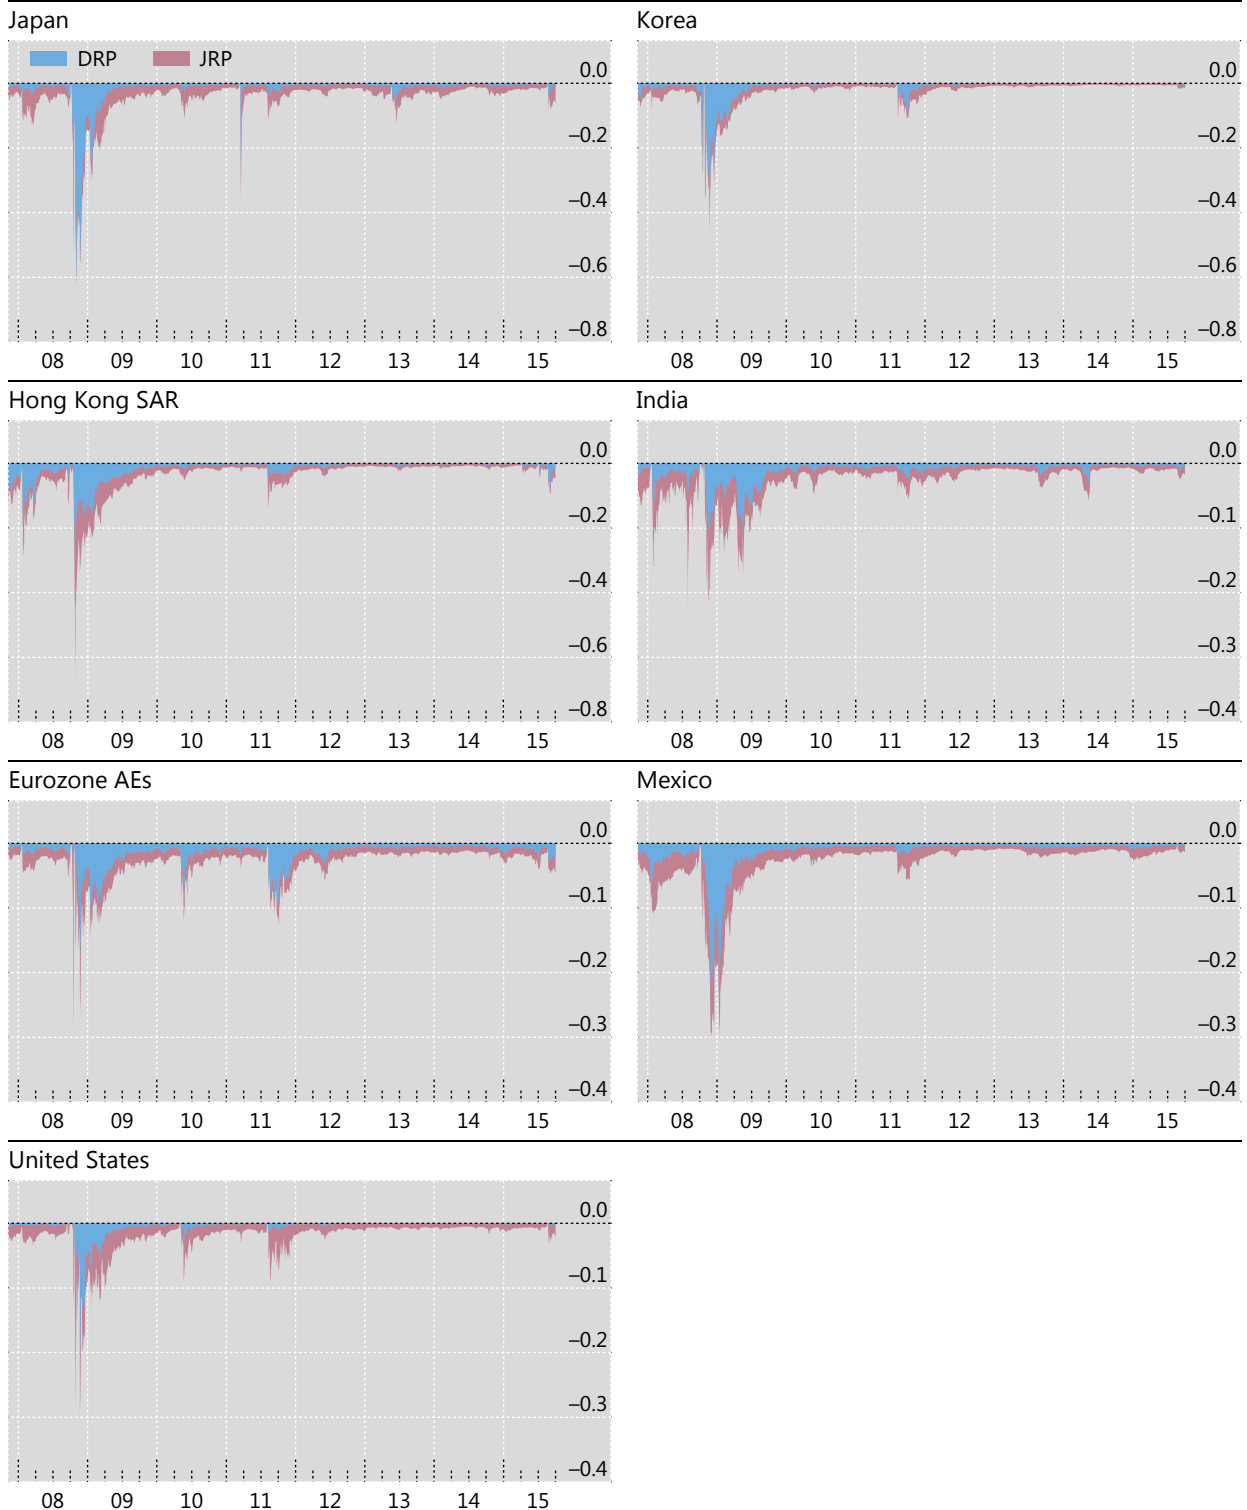 Japan
DRP JRP
0.0
–0.2
–0.4
–0.6
–0.8
08 09 10 11 12 13 14 15
Korea
0.0
–0.2
–0.4
–0.6
–0.8
08 09 10 11 12 13 14 15
Hong Kong SAR
0.0
–0.2
–0.4
–0.6
–0.8
08 09 10 11 12 13 14 15
India
0.0
–0.1
–0.2
–0.3
–0.4
08 09 10 11 12 13 14 15
Eurozone AEs
0.0
–0.1
–0.2
–0.3
–0.4
08 09 10 11 12 13 14 15
Mexico
0.0
–0.1
–0.2
–0.3
–0.4
08 09 10 11 12 13 14 15
United States
0.0
–0.1
–0.2
–0.3
–0.4
08 09 10 11 12 13 14 15